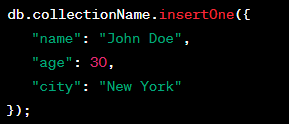 db.collectionName.insertOne({
"name": "John Doe",
"age": 30,
"city": "New York"
});